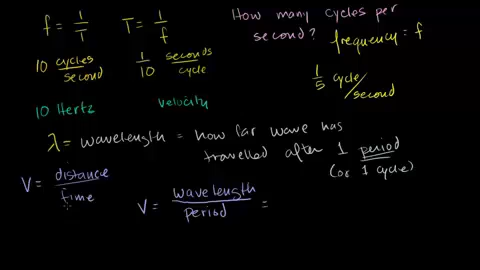 f = 1/T
T = 1/f
How many cycles per
second?
frequency = f
10 cycles/second
1/10 seconds/cycle
1/5 cycle/second
10 Hertz
velocity
λ = wavelength = how far wave has
travelled after 1 period
(or 1 cycle)
V = distance/time
V = wavelength/period =